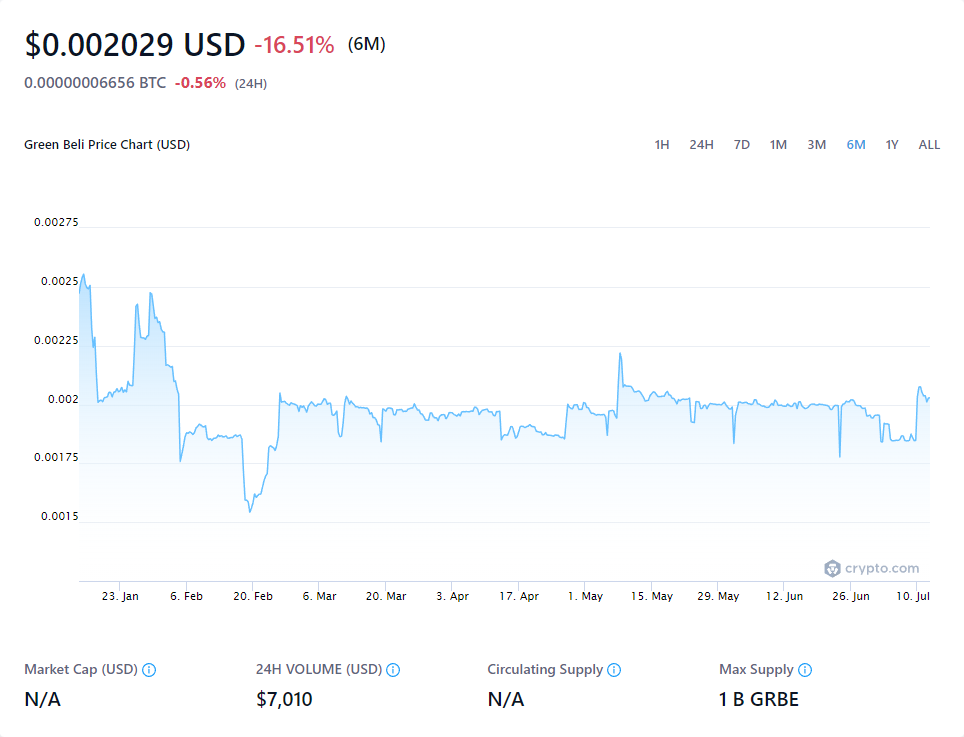 $0.002029 USD -16.51% (6M)
0.00000006656 BTC -0.56% (24H)
Green Beli Price Chart (USD) 1H 24H 7D 1M 3M 6M 1Y ALL
0.00275
0.0025
0.00225
0.002
0.00175
0.0015
crypto.com
23. Jan 6. Feb 20. Feb 6. Mar 20. Mar 3. Apr 17. Apr 1. May 15. May 29. May 12. Jun 26. Jun 10. Jul
Market Cap (USD) 24H VOLUME (USD) Circulating Supply Max Supply
N/A $7,010 N/A 1 B GRBE